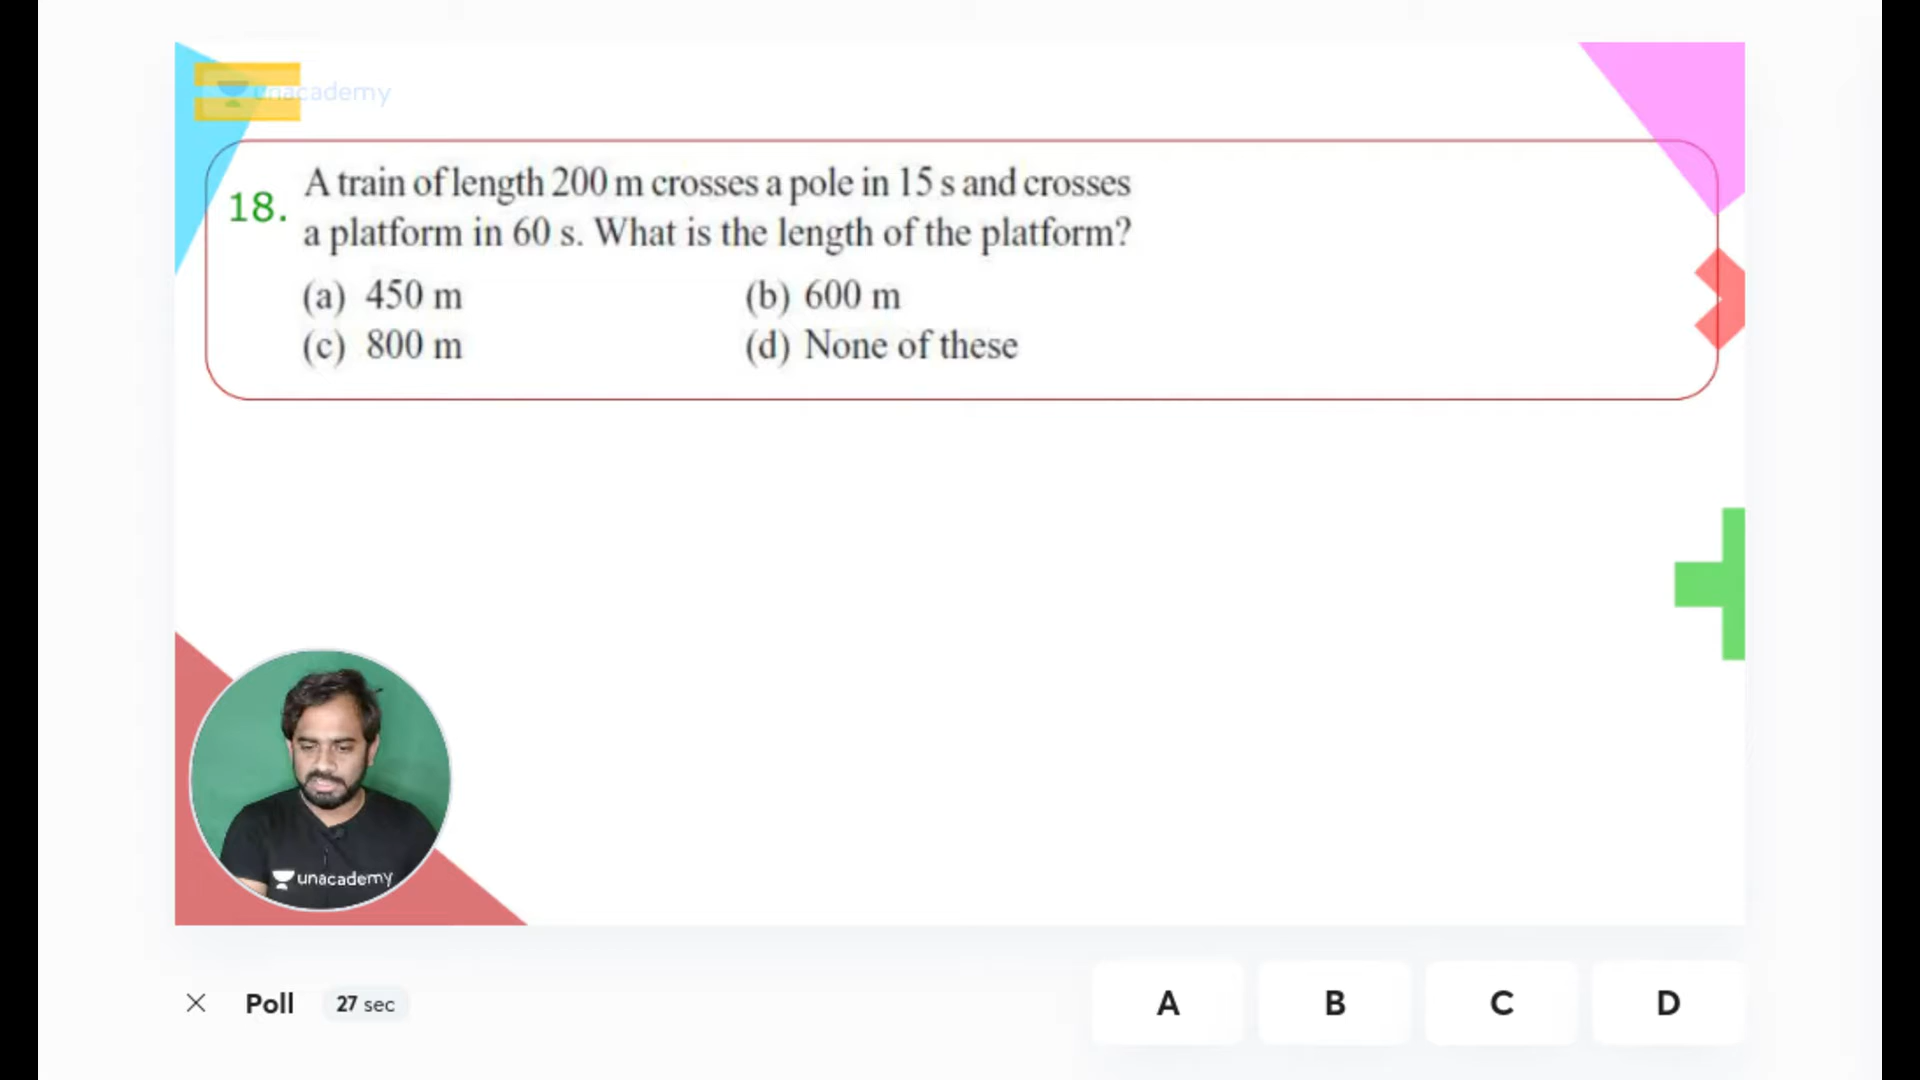 unacademy
18. A train of length 200 m crosses a pole in 15 s and crosses
a platform in 60 s. What is the length of the platform?
(a) 450 m (b) 600 m
(c) 800 m (d) None of these
unacademy
Poll 27 sec A B C D